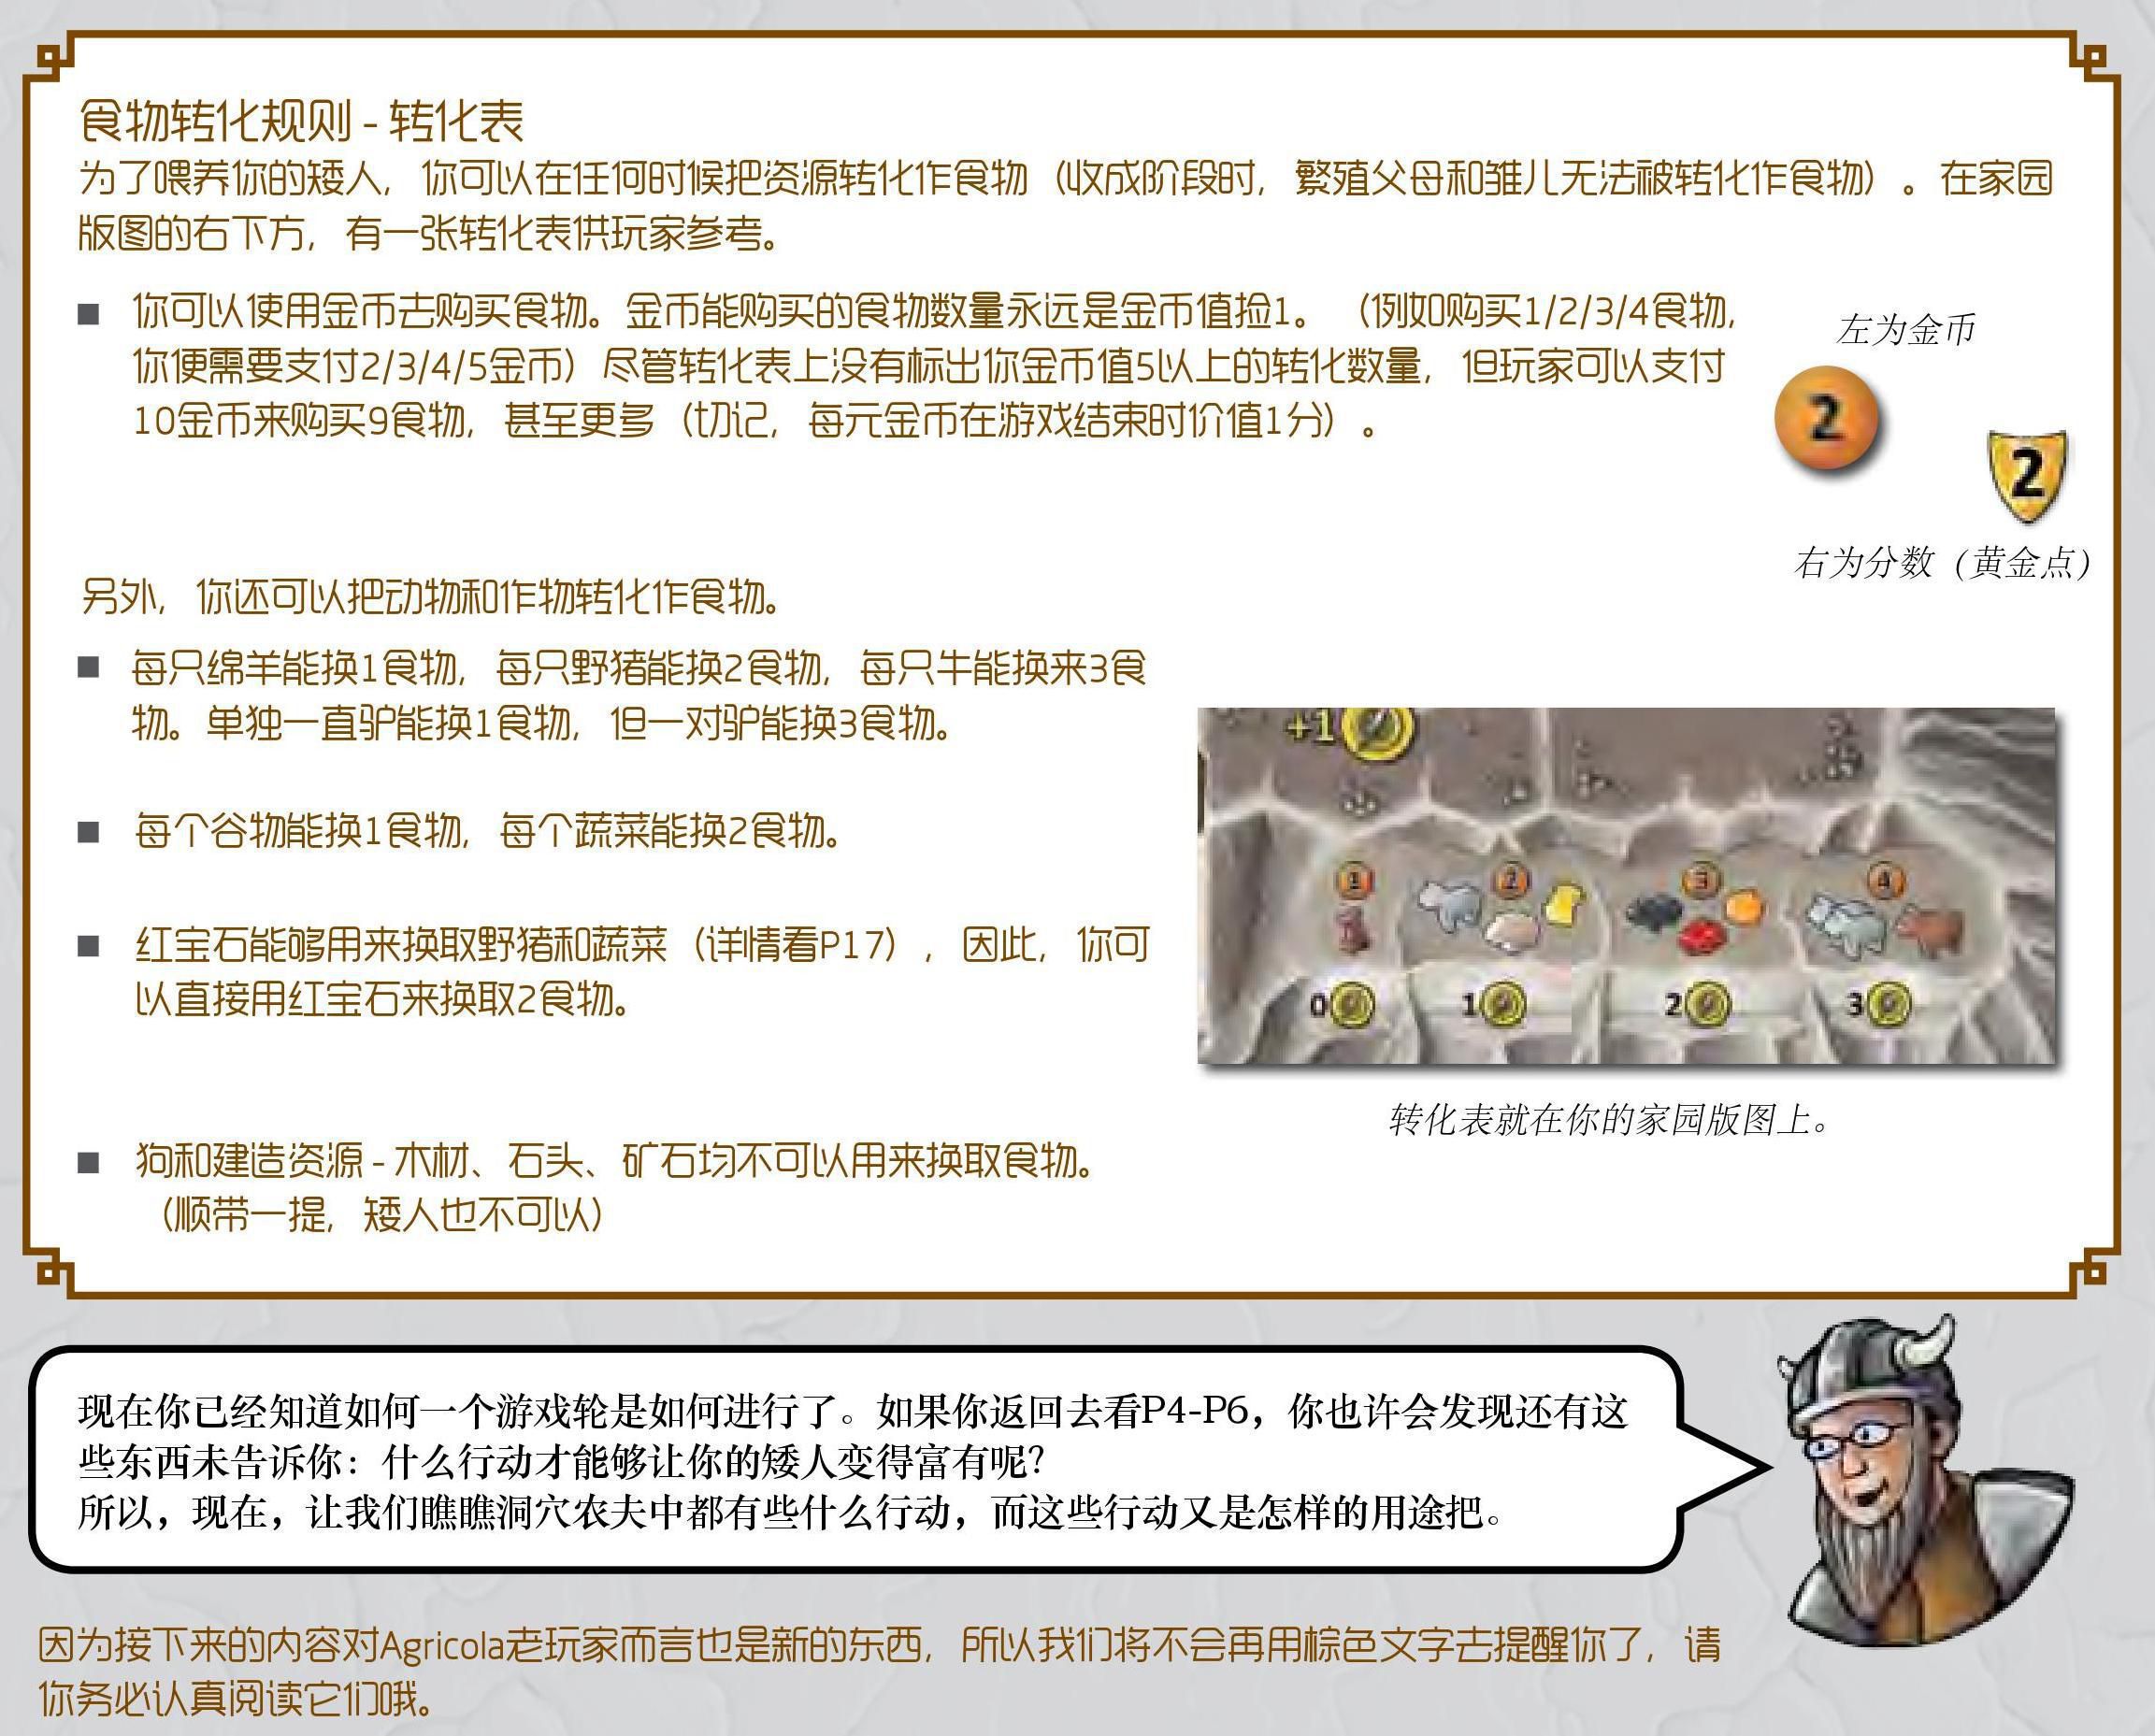 食物转化规则 - 转化表
为了喂养你的矮人，你可以在任何时候把资源转化作食物（收成阶段时，繁殖父母和雏儿无法被转化作食物）。在家园
版图的右下方，有一张转化表供玩家参考。
■ 你可以使用金币去购买食物。金币能购买的食物数量永远是金币值捡1。（例如购买1/2/3/4食物，
你便需要支付2/3/4/5金币）尽管转化表上没有标出你金币值5以上的转化数量，但玩家可以支付
10金币来购买9食物，甚至更多（切记，每元金币在游戏结束时价值1分）。
左为金币
2
2
右为分数（黄金点）
另外，你还可以把动物和作物转化作食物。
■ 每只绵羊能换1食物，每只野猪能换2食物，每只牛能换来3食
物。单独一直驴能换1食物，但一对驴能换3食物。
■ 每个谷物能换1食物，每个蔬菜能换2食物。
■ 红宝石能够用来换取野猪和蔬菜（详情看P17），因此，你可
以直接用红宝石来换取2食物。
+1
1 2 3 4
0 1 2 3
转化表就在你的家园版图上。
■ 狗和建造资源 - 木材、石头、矿石均不可以用来换取食物。
（顺带一提，矮人也不可以）
现在你已经知道如何一个游戏轮是如何进行了。如果你返回去看P4-P6，你也许会发现还有这
些东西未告诉你：什么行动才能够让你的矮人变得富有呢？
所以，现在，让我们瞧瞧洞穴农夫中都有些什么行动，而这些行动又是怎样的用途把。
因为接下来的内容对Agricola老玩家而言也是新的东西，所以我们将不会再用棕色文字去提醒你了，请
你务必认真阅读它们哦。